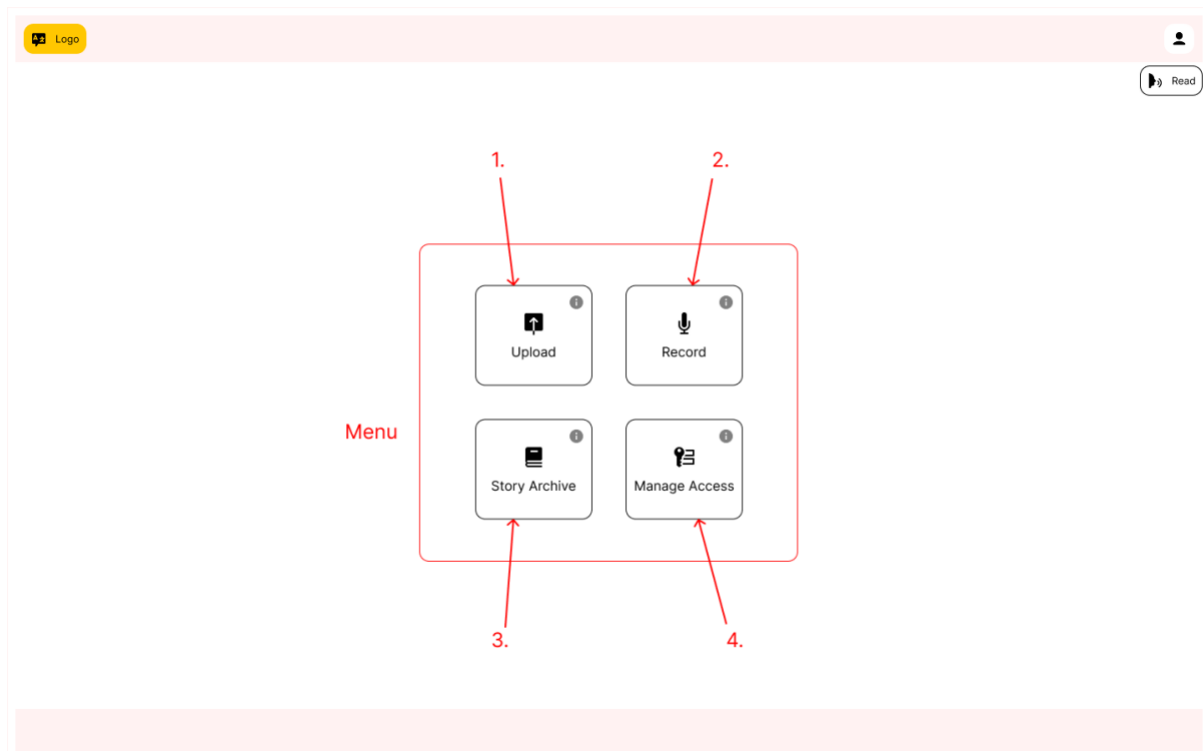 Logo
Read
1.
2.
Upload
Record
Menu
Story Archive
Manage Access
3.
4.